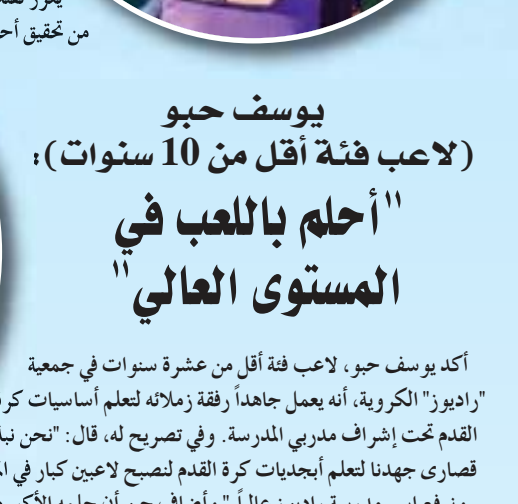 من تحقيق
يوسف حبو
(لاعب فئة أقل من 10 سنوات):
"أحلم باللعب في
المستوى العالي"
أكد يوسف حبو، لاعب فئة أقل من عشرة سنوات في جمعية
"راديوز" الكروية، أنه يعمل جاهداً رفقة زملائه لتعلم أساسيات
القدم تحت إشراف مدربي المدرسة. وفي تصريح له، قال: "نحن
قصارى جهدنا لتعلم أبجديات كرة القدم لنصبح لاعبين كبار في